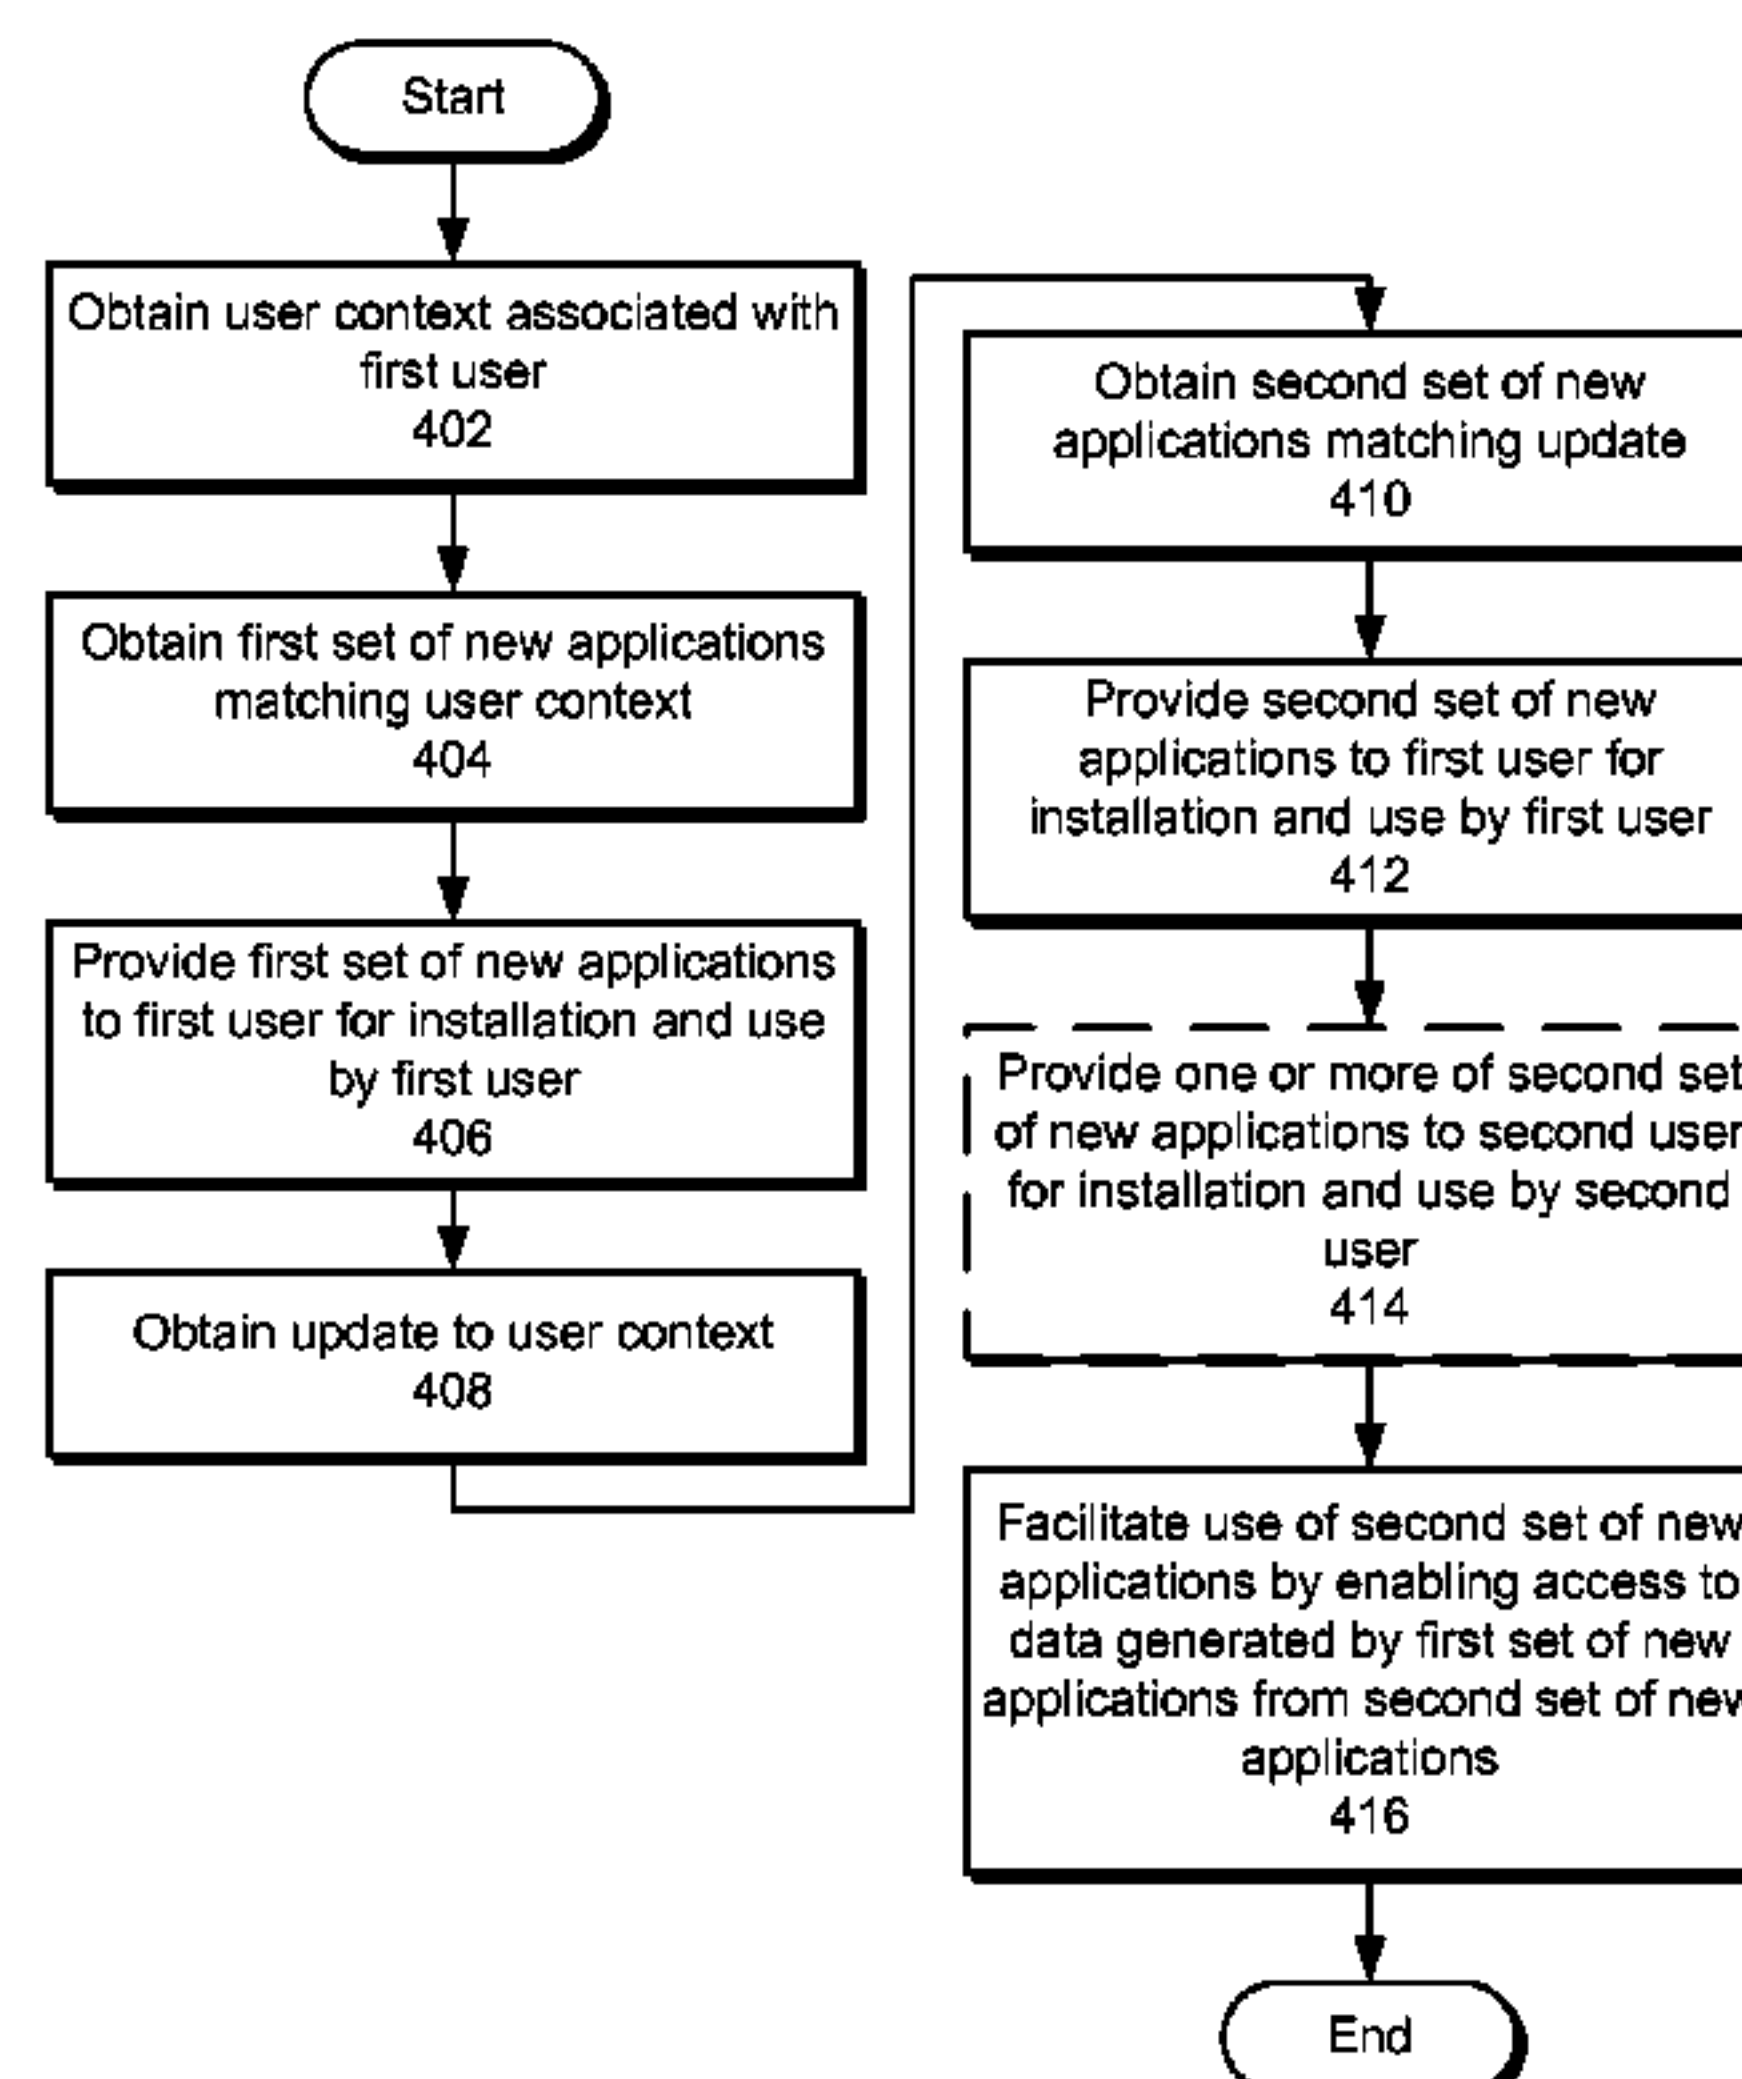 Start
Obtain user context associated with
first user
402
Obtain first set of new applications
matching user context
404
Provide first set of new applications
to first user for installation and use
by first user
406
Obtain update to user context
408
Obtain second set of new
applications matching update
410
Provide second set of new
applications to first user for
installation and use by first user
412
Provide one or more of second set
of new applications to second user
for installation and use by second
user
414
Facilitate use of second set of new
applications by enabling access to
data generated by first set of new
applications from second set of new
applications
416
End